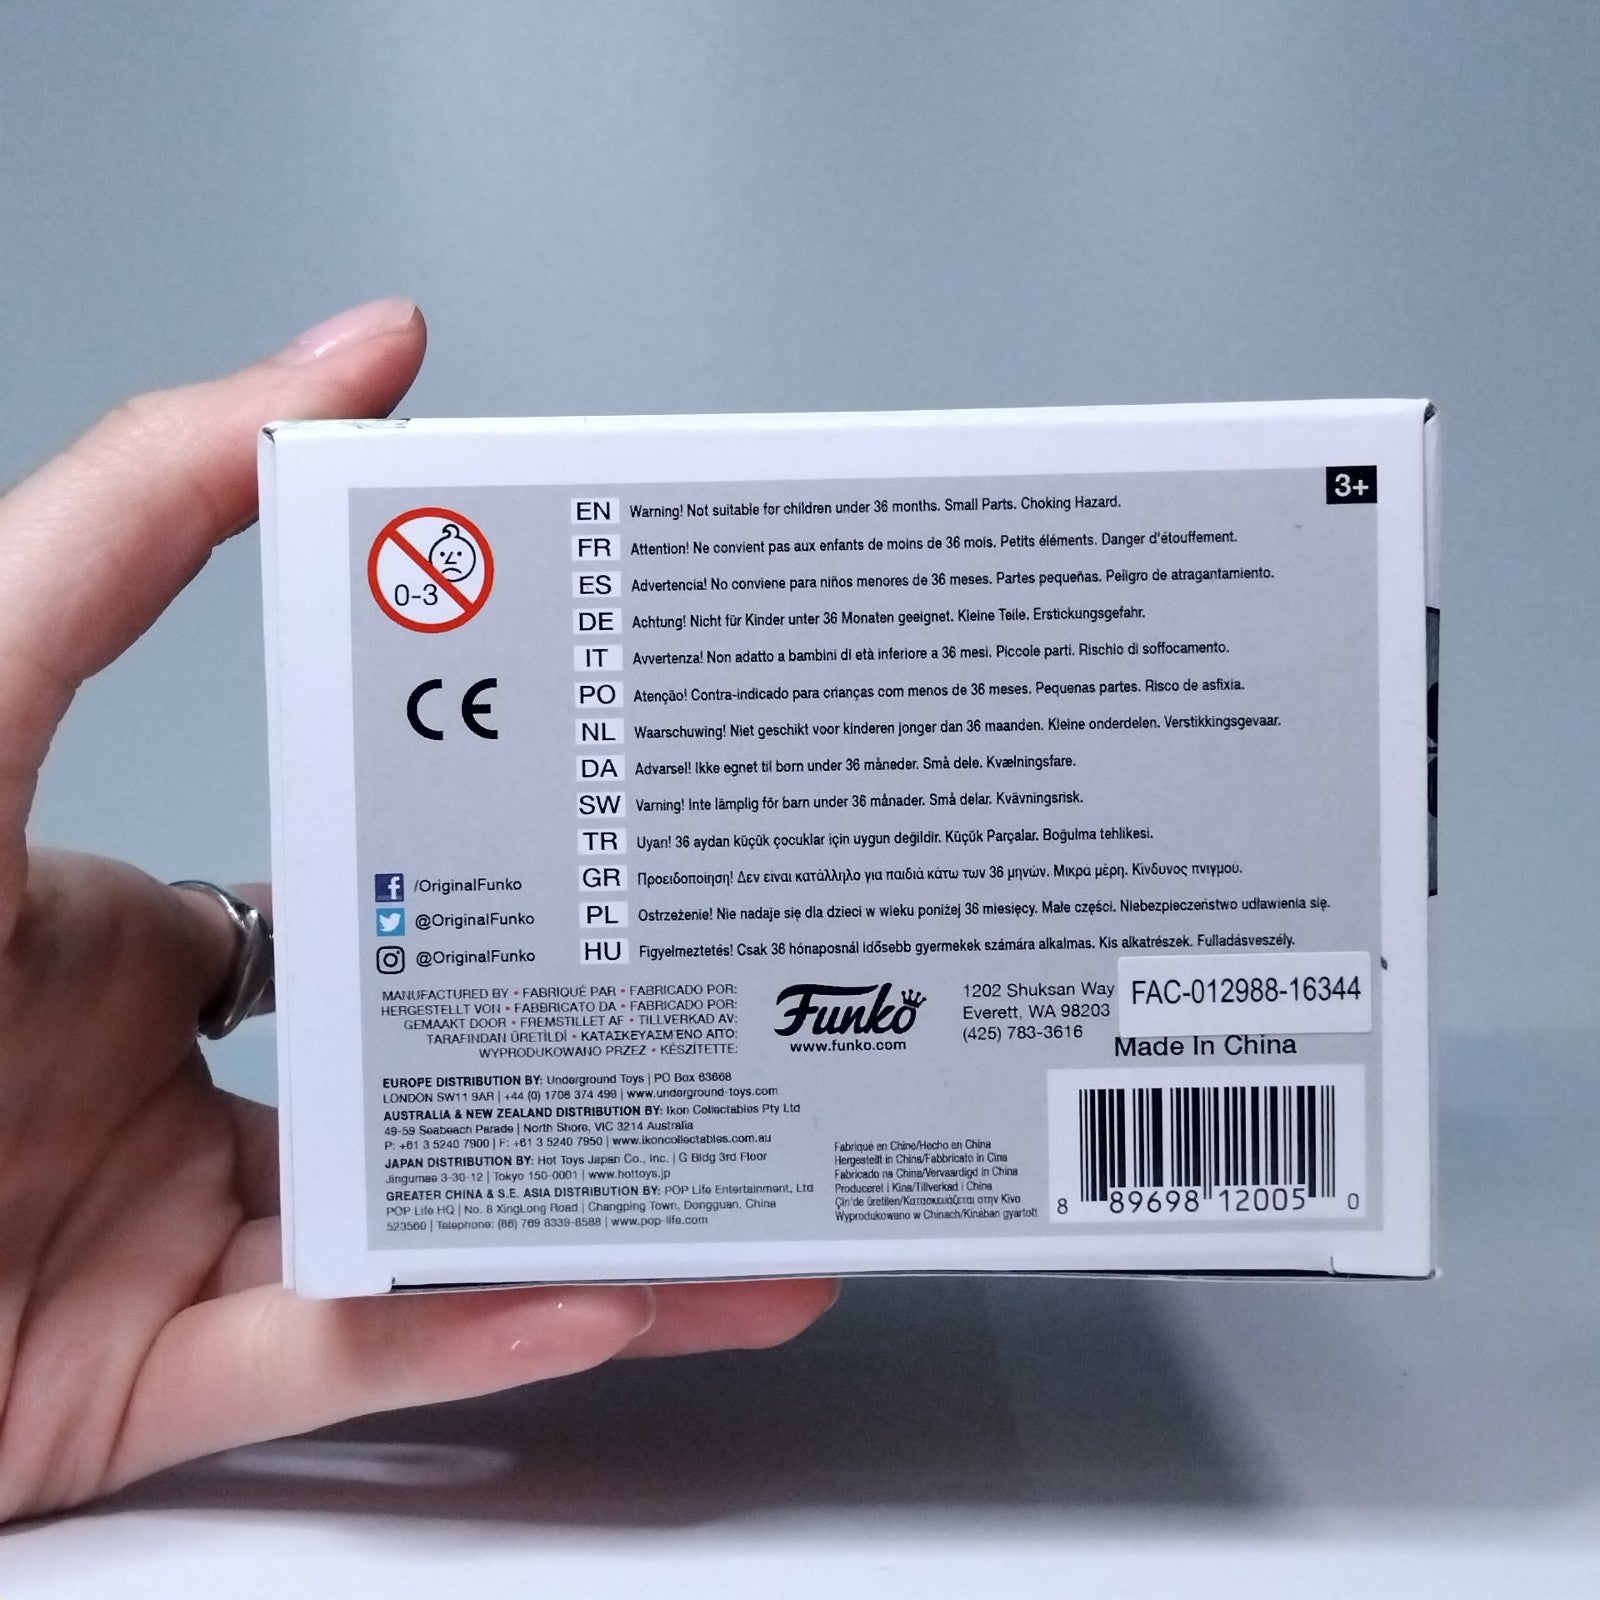 3+
0-3
EN Warning! Not suitable for children under 36 months. Small Parts. Choking Hazard.
FR Attention! Ne convient pas aux enfants de moins de 36 mois. Petits éléments. Danger d'étouffement.
ES Advertencia! No conviene para niños menores de 36 meses. Partes pequeñas. Peligro de atragantamiento.
DE Achtung! Nicht für Kinder unter 36 Monaten geeignet. Kleine Teile. Erstickungsgefahr.
IT Avvertenza! Non adatto a bambini di età inferiore a 36 mesi. Piccole parti. Rischio di soffocamento.
PO Atenção! Contra-indicado para crianças com menos de 36 meses. Pequenas partes. Risco de asfixia.
NL Waarschuwing! Niet geschikt voor kinderen jonger dan 36 maanden. Kleine onderdelen. Verstikkingsgevaar.
DA Advarsel! Ikke egnet til børn under 36 måneder. Små dele. Kvælningsfare.
SW Varning! Inte lämplig för barn under 36 månader. Små delar. Kvävningsrisk.
TR Uyarı! 36 aydan küçük çocuklar için uygun değildir. Küçük Parçalar. Boğulma tehlikesi.
GR Προειδοποίηση! Δεν είναι κατάλληλο για παιδιά κάτω των 36 μηνών. Μικρά μέρη. Κίνδυνος πνιγμού.
PL Ostrzeżenie! Nie nadaje się dla dzieci w wieku poniżej 36 miesięcy. Małe części. Niebezpieczeństwo udławienia się.
HU Figyelmeztetés! Csak 36 hónaposnál idősebb gyermekek számára alkalmas. Kis alkatrészek. Fulladásveszély.
CE
/OriginalFunko
@OriginalFunko
@OriginalFunko
MANUFACTURED BY • FABRIQUÉ PAR • FABRICADO POR:
HERGESTELLT VON • FABBRICATO DA • FABRICADO POR:
GEMAAKT DOOR • FREMSTILLET AF • TILLVERKAD AV:
TARAFINDAN ÜRETİLDİ • ΚΑΤΑΣΚΕΥΑΣΜΈΝΟ ΑΠΌ:
WYPRODUKOWANO PRZEZ • KÉSZÍTETTE:
Funko
www.funko.com
1202 Shuksan Way
Everett, WA 98203
(425) 783-3616
FAC-012988-16344
Made In China
EUROPE DISTRIBUTION BY: Underground Toys | PO Box 63668
LONDON SW11 9AR | +44 (0) 1708 374 499 | www.underground-toys.com
AUSTRALIA & NEW ZEALAND DISTRIBUTION BY: Ikon Collectables Pty Ltd
49-59 Seabeach Parade | North Shore, VIC 3214 Australia
P: +61 3 5240 7900 | F: +61 3 5240 7950 | www.ikoncollectables.com.au
JAPAN DISTRIBUTION BY: Hot Toys Japan Co., Inc. | G Bldg 3rd Floor
Jingumae 3-30-12 | Tokyo 150-0001 | www.hottoys.jp
GREATER CHINA & S.E. ASIA DISTRIBUTION BY: POP Life Entertainment, Ltd
POP Life HQ | No. 8 XingLong Road | Changping Town, Dongguan, China
523560 | Telephone: (86) 769 8339-8588 | www.pop-life.com
Fabriqué en Chine/Hecho en China
Hergestellt in China/Fabbricato in Cina
Fabricado na China/Vervaardigd in China
Produceret i Kina/Tillverkad i China
Çin'de üretilen/Κατασκευάζεται στην Κίνα
Wyprodukowano w Chinach/Kínában gyártott
8 89698 12005 0